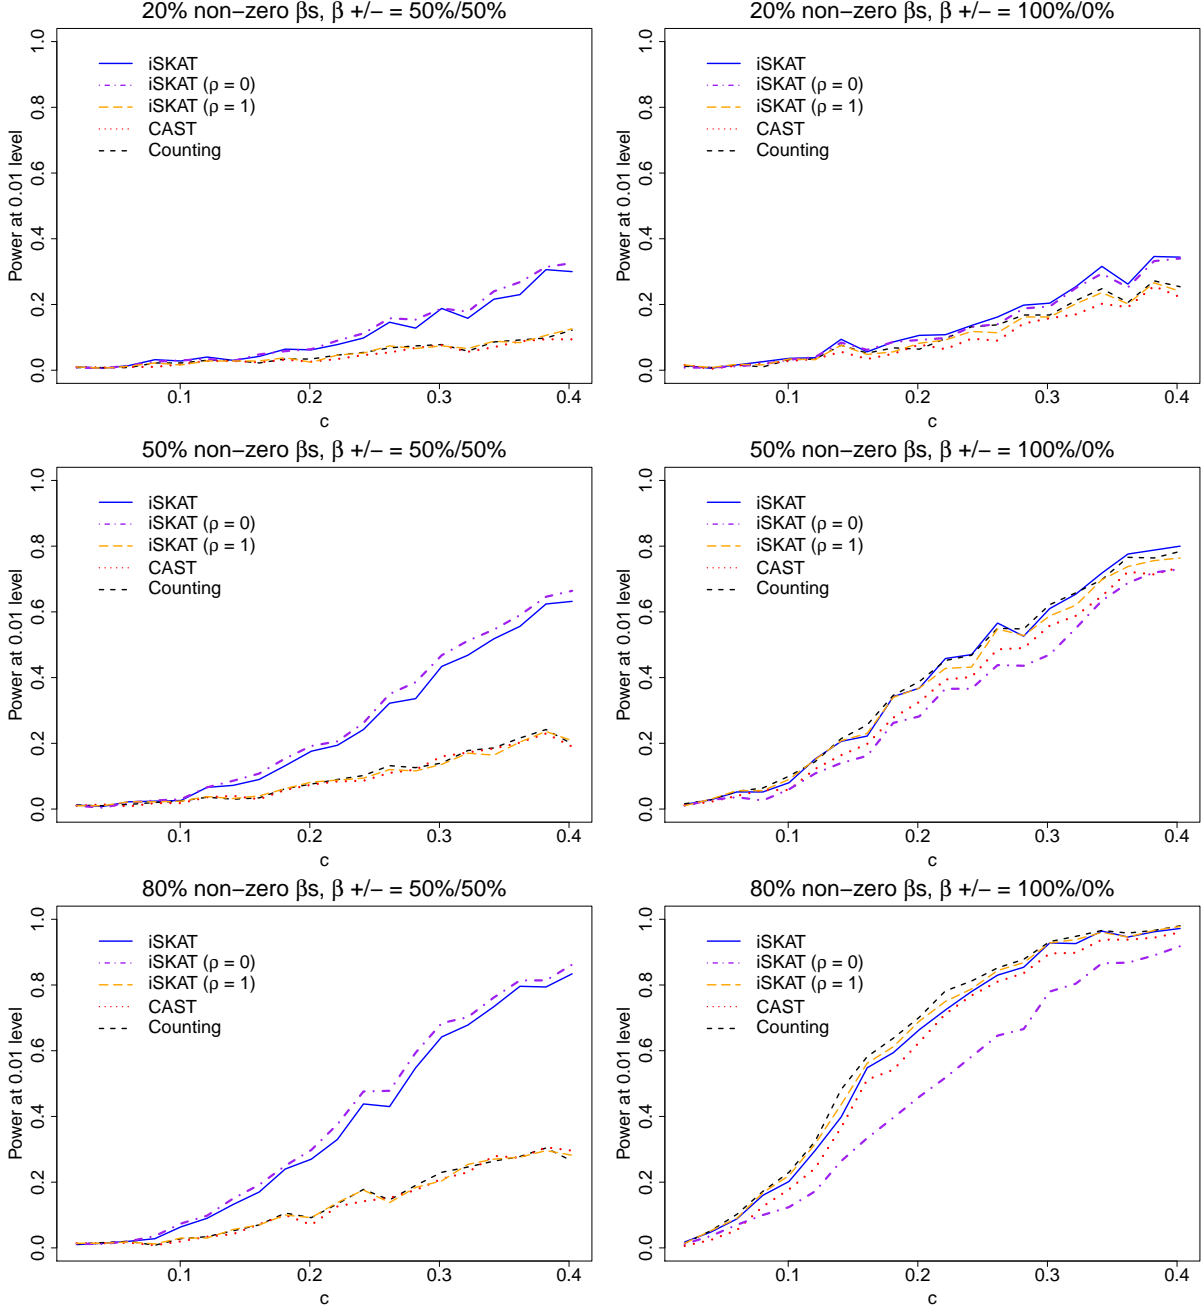 20% non−zero βs, β +/− = 50%/50%
1.0
0.8
0.6
0.4
0.2
0.0
Power at 0.01 level
iSKAT
iSKAT (ρ = 0)
iSKAT (ρ = 1)
CAST
Counting
0.1 0.2 0.3 0.4
c
20% non−zero βs, β +/− = 100%/0%
1.0
0.8
0.6
0.4
0.2
0.0
Power at 0.01 level
iSKAT
iSKAT (ρ = 0)
iSKAT (ρ = 1)
CAST
Counting
0.1 0.2 0.3 0.4
c
50% non−zero βs, β +/− = 50%/50%
1.0
0.8
0.6
0.4
0.2
0.0
Power at 0.01 level
iSKAT
iSKAT (ρ = 0)
iSKAT (ρ = 1)
CAST
Counting
0.1 0.2 0.3 0.4
c
50% non−zero βs, β +/− = 100%/0%
1.0
0.8
0.6
0.4
0.2
0.0
Power at 0.01 level
iSKAT
iSKAT (ρ = 0)
iSKAT (ρ = 1)
CAST
Counting
0.1 0.2 0.3 0.4
c
80% non−zero βs, β +/− = 50%/50%
1.0
0.8
0.6
0.4
0.2
0.0
Power at 0.01 level
iSKAT
iSKAT (ρ = 0)
iSKAT (ρ = 1)
CAST
Counting
0.1 0.2 0.3 0.4
c
80% non−zero βs, β +/− = 100%/0%
1.0
0.8
0.6
0.4
0.2
0.0
Power at 0.01 level
iSKAT
iSKAT (ρ = 0)
iSKAT (ρ = 1)
CAST
Counting
0.1 0.2 0.3 0.4
c